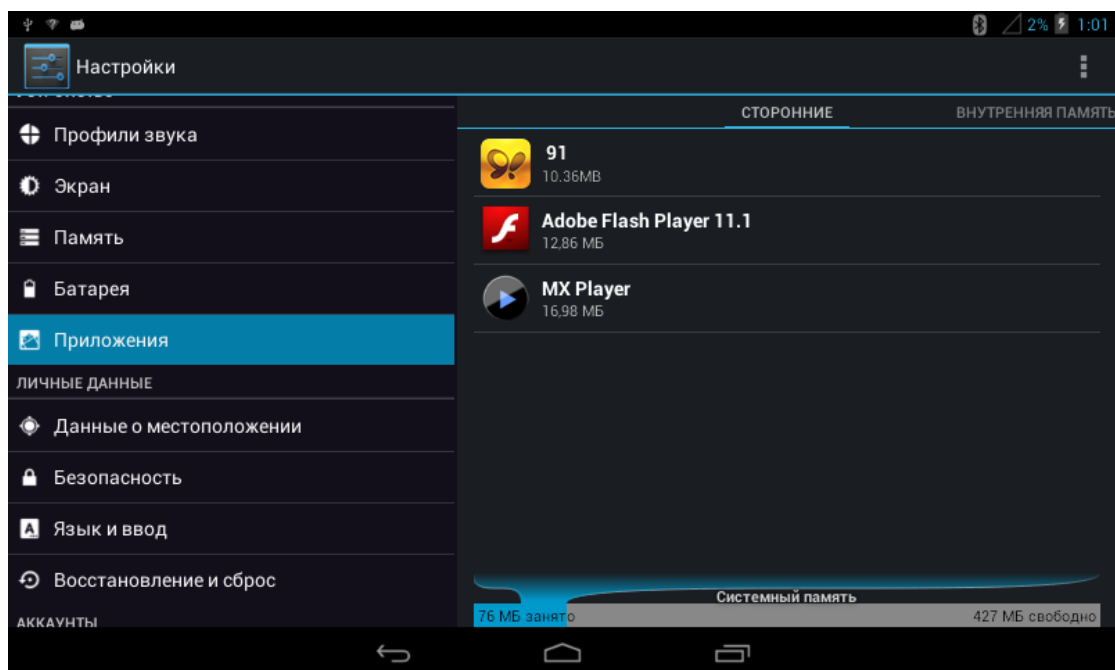 2% 1:01
Настройки
Профили звука
Экран
Память
Батарея
Приложения
ЛИЧНЫЕ ДАННЫЕ
Данные о местоположении
Безопасность
Язык и ввод
Восстановление и сброс
АККАУНТЫ
СТОРОННИЕ
ВНУТРЕННЯЯ ПАМЯТЬ
91
10.36MB
Adobe Flash Player 11.1
12,86 МБ
MX Player
16,98 МБ
Системный память
76 МБ занято
427 МБ свободно